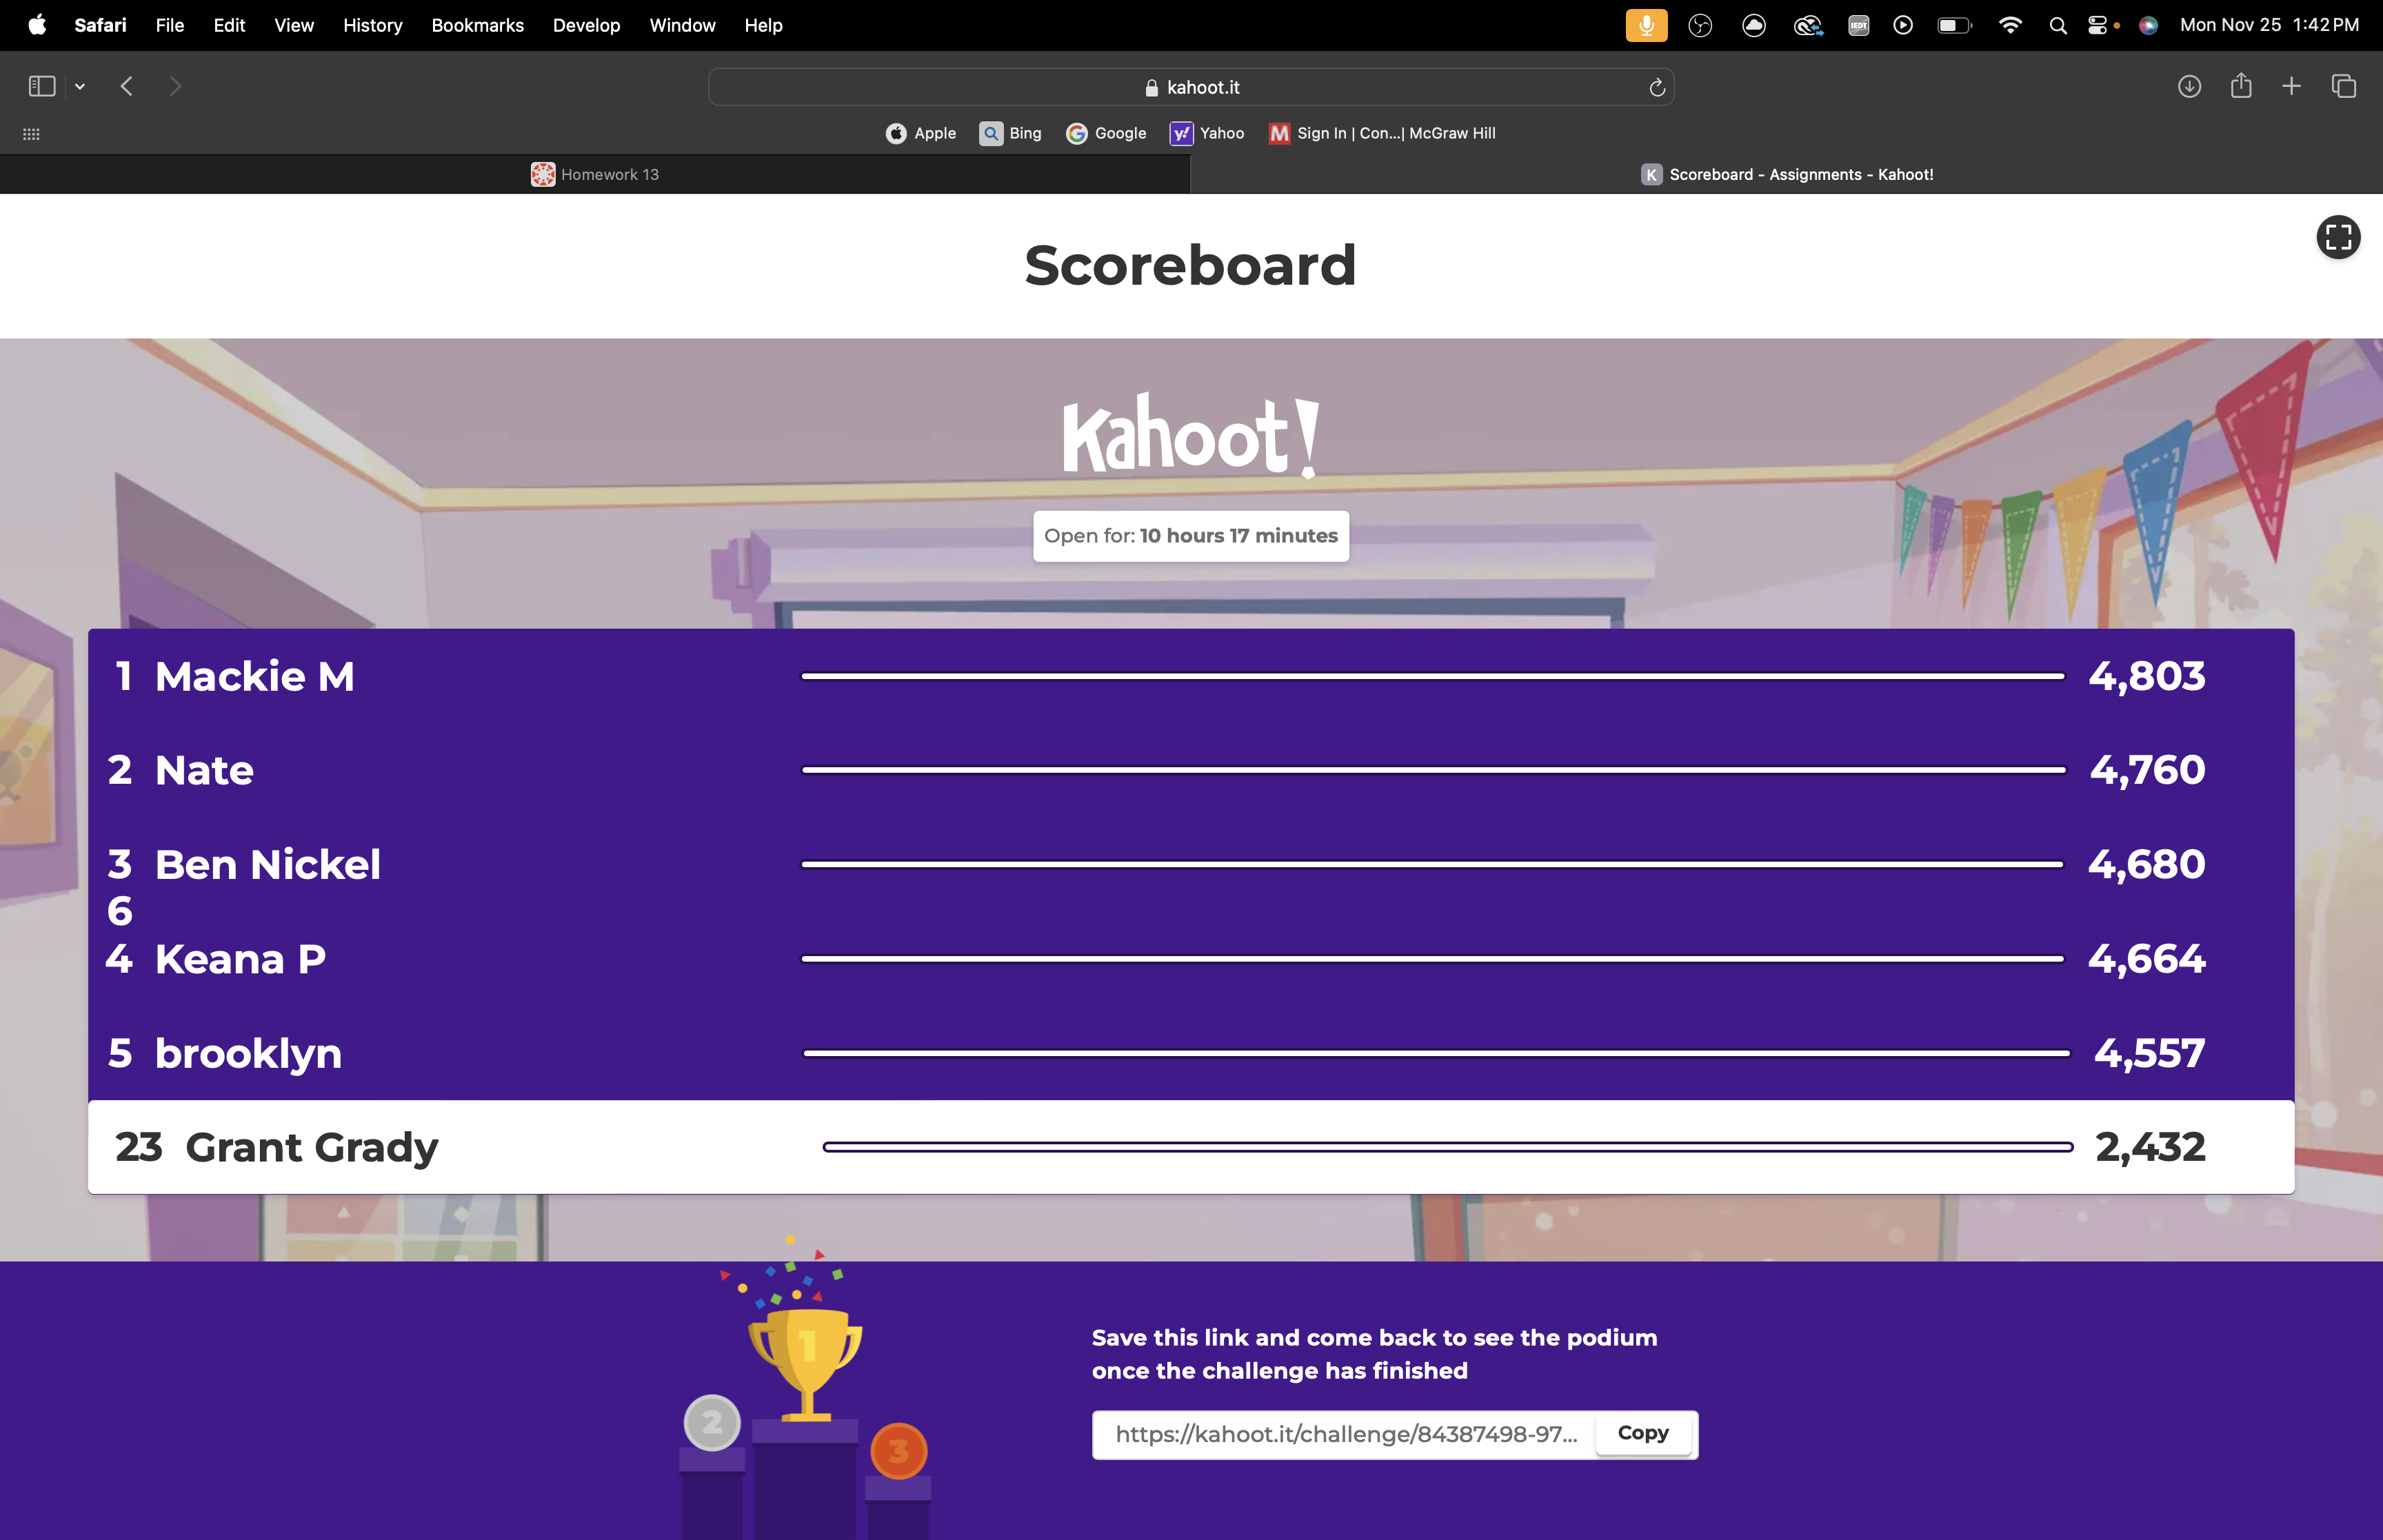 Safari File Edit View History Bookmarks Develop Window Help IEDT Mon Nov 25 1:42 PM
kahoot.it
Apple Bing Google y! Yahoo M Sign In | Con...| McGraw Hill
Homework 13 K Scoreboard - Assignments - Kahoot!
Scoreboard
Kahoot!
Open for: 10 hours 17 minutes
1 Mackie M 4,803
2 Nate 4,760
3 Ben Nickel 4,680
6
4 Keana P 4,664
5 brooklyn 4,557
23 Grant Grady 2,432
1
2
3
Save this link and come back to see the podium
once the challenge has finished
https://kahoot.it/challenge/84387498-97... Copy